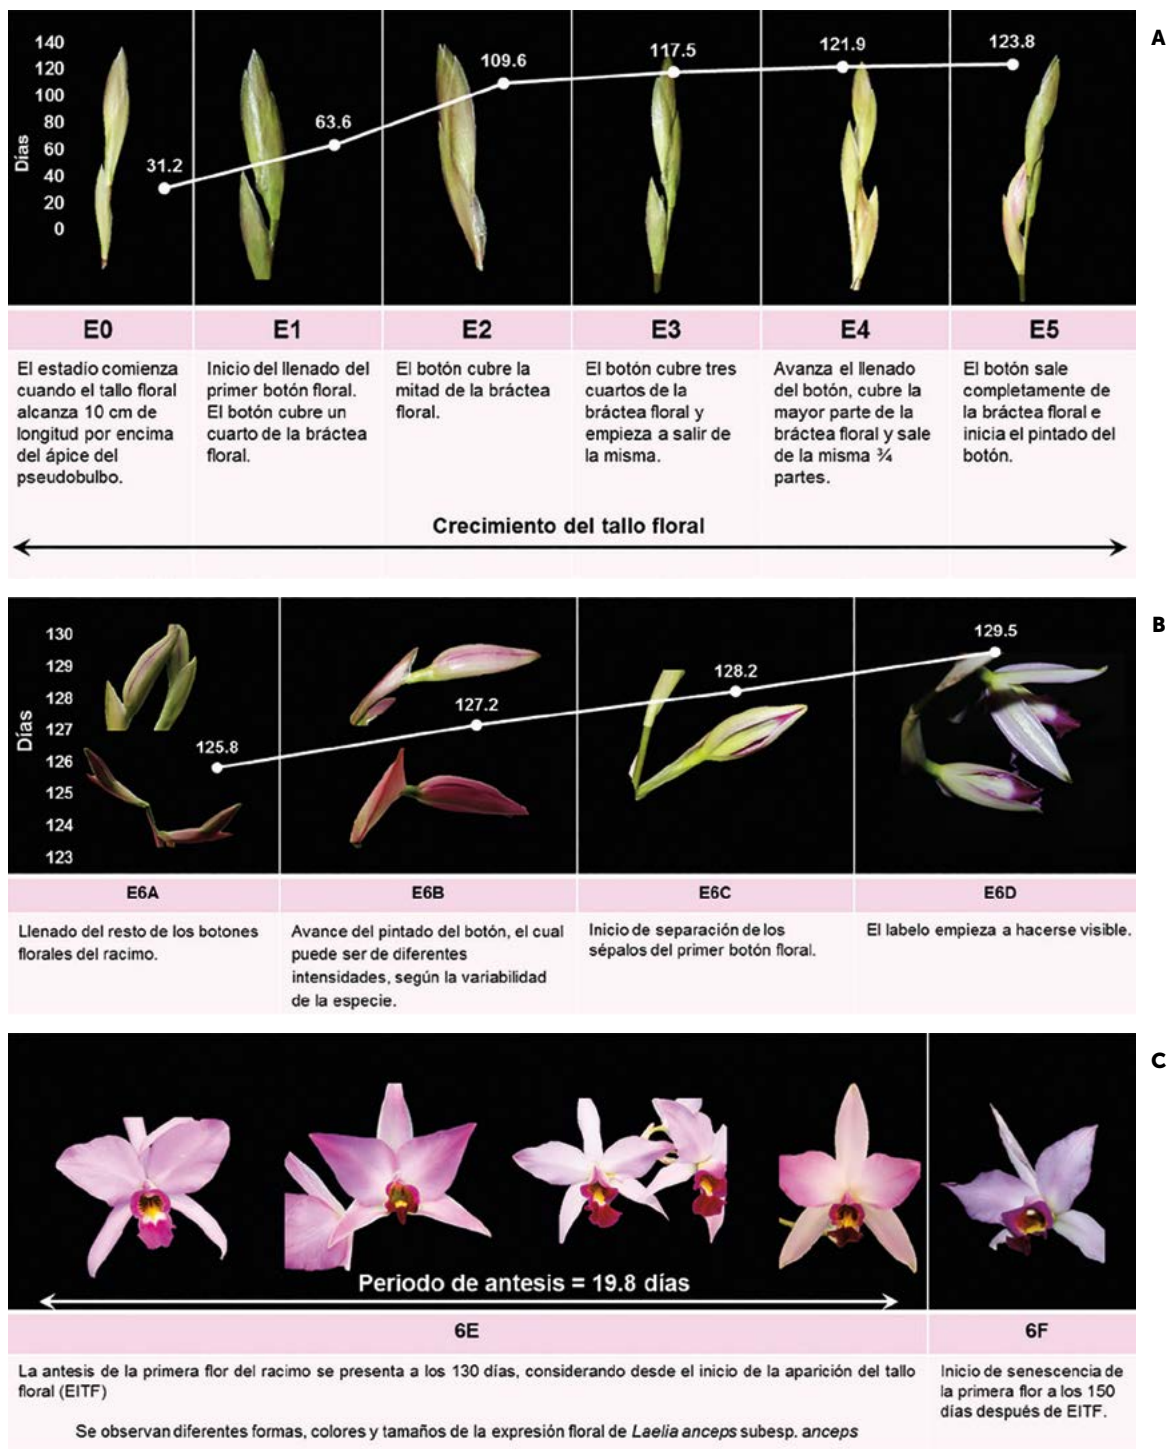 A
140
120
100
80
60
40
20
0
Días
31.2
63.6
109.6
117.5
121.9
123.8
E0
E1
E2
E3
E4
E5
El estadío comienza
cuando el tallo floral
alcanza 10 cm de
longitud por encima
del ápice del
pseudobulbo.
Inicio del llenado del
primer botón floral.
El botón cubre un
cuarto de la bráctea
floral.
El botón cubre la
mitad de la bráctea
floral.
El botón cubre tres
cuartos de la
bráctea floral y
empieza a salir de
la misma.
Avanza el llenado
del botón, cubre la
mayor parte de la
bráctea floral y sale
de la misma ¾
partes.
El botón sale
completamente de
la bráctea floral e
inicia el pintado del
botón.
Crecimiento del tallo floral
B
130
129
128
127
126
125
124
123
Días
125.8
127.2
128.2
129.5
E6A
E6B
E6C
E6D
Llenado del resto de los botones
florales del racimo.
Avance del pintado del botón, el cual
puede ser de diferentes
intensidades, según la variabilidad
de la especie.
Inicio de separación de los
sépalos del primer botón floral.
El labelo empieza a hacerse visible.
C
Periodo de antesis = 19.8 días
6E
6F
La antesis de la primera flor del racimo se presenta a los 130 días, considerando desde el inicio de la aparición del tallo
floral (EITF)
Se observan diferentes formas, colores y tamaños de la expresión floral de Laelia anceps subesp. anceps
Inicio de senescencia de
la primera flor a los 150
días después de EITF.